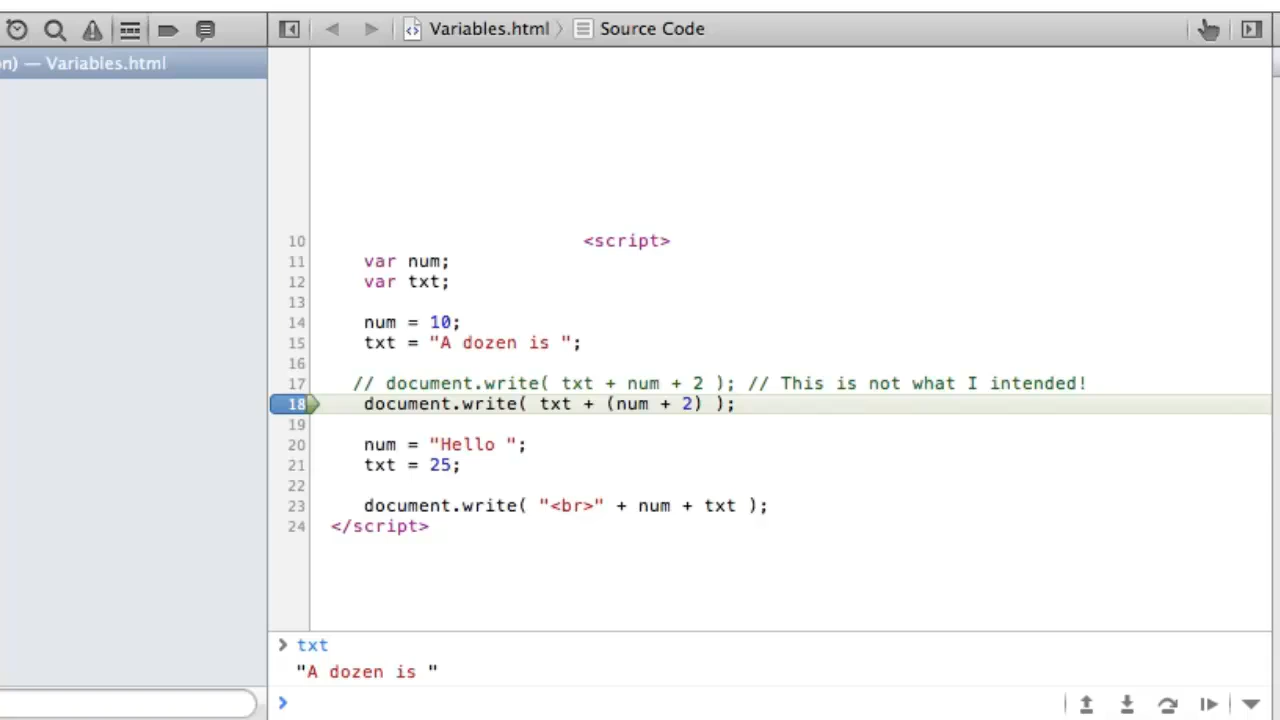 Variables.html 〉 Source Code
on) — Variables.html
10 <script>
11 var num;
12 var txt;
13
14 num = 10;
15 txt = "A dozen is ";
16
17 // document.write( txt + num + 2 ); // This is not what I intended!
18 document.write( txt + (num + 2) );
19
20 num = "Hello ";
21 txt = 25;
22
23 document.write( "<br>" + num + txt );
24 </script>
> txt
"A dozen is "
>